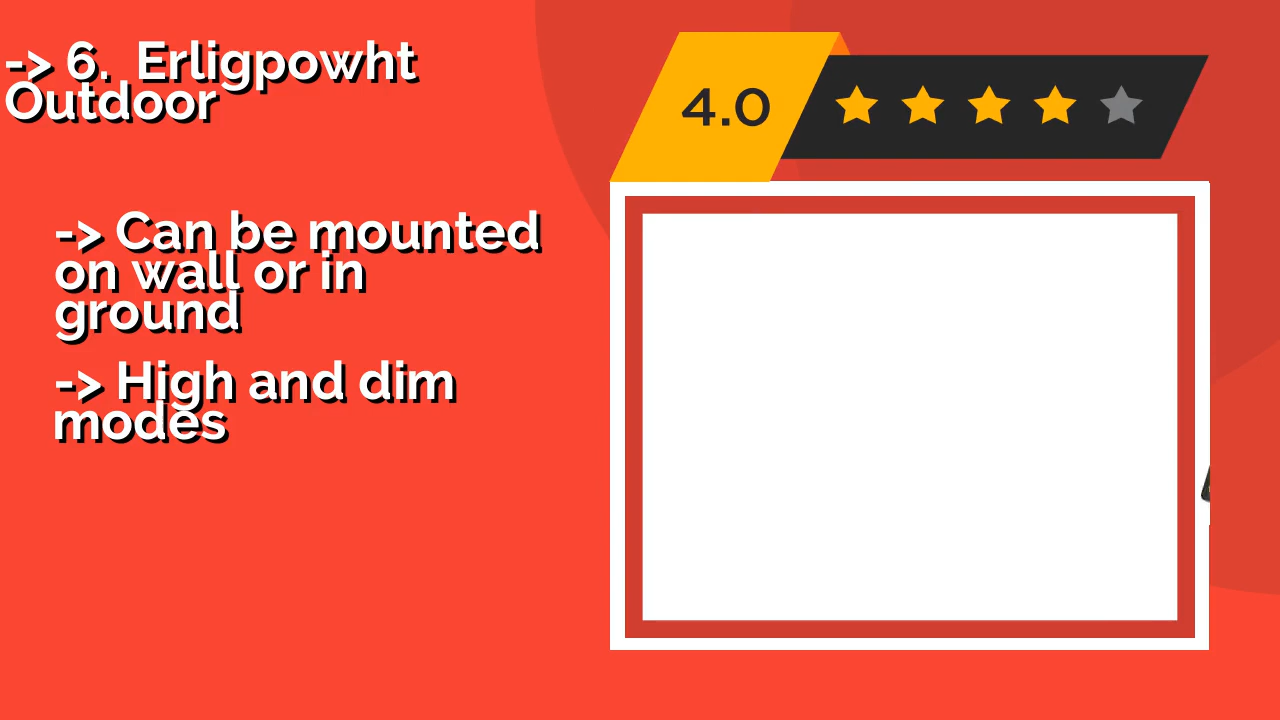 -> 6.  Erligpowht
Outdoor
4.0
-> Can be mounted
on wall or in
ground
-> High and dim
modes